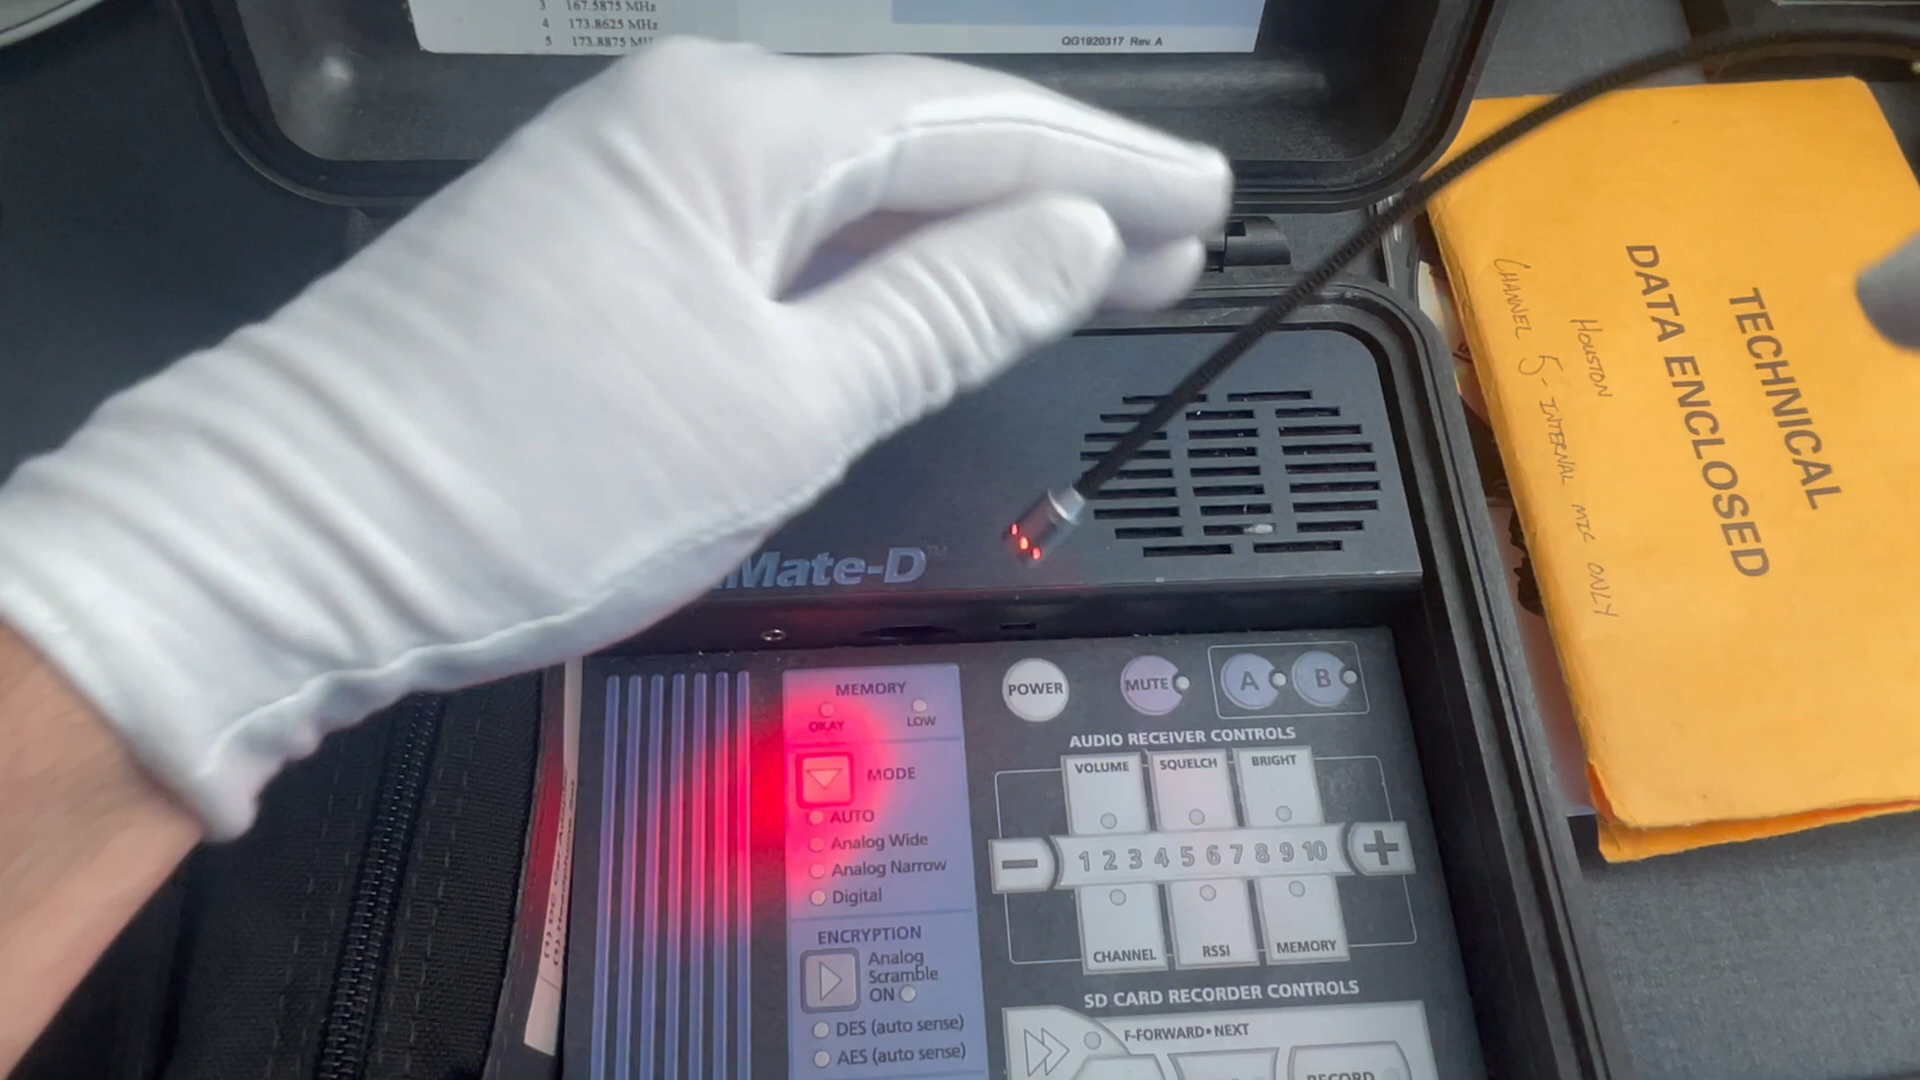 3 167.5875 MHz
4 173.8625 MHz
5 173.8875
QG1920317 Rev. A
TECHNICAL
DATA ENCLOSED
HOUSTON
CHANNEL 5- INTERNAL MIC ONLY
Mate-D™
MEMORY
OKAY
LOW
MODE
AUTO
Analog Wide
Analog Narrow
Digital
ENCRYPTION
Analog
Scramble
ON
DES (auto sense)
AES (auto sense)
POWER
MUTE
A
B
AUDIO RECEIVER CONTROLS
VOLUME
SQUELCH
BRIGHT
– 1 2 3 4 5 6 7 8 9 10 +
CHANNEL
RSSI
MEMORY
SD CARD RECORDER CONTROLS
F-FORWARD•NEXT
RECORD